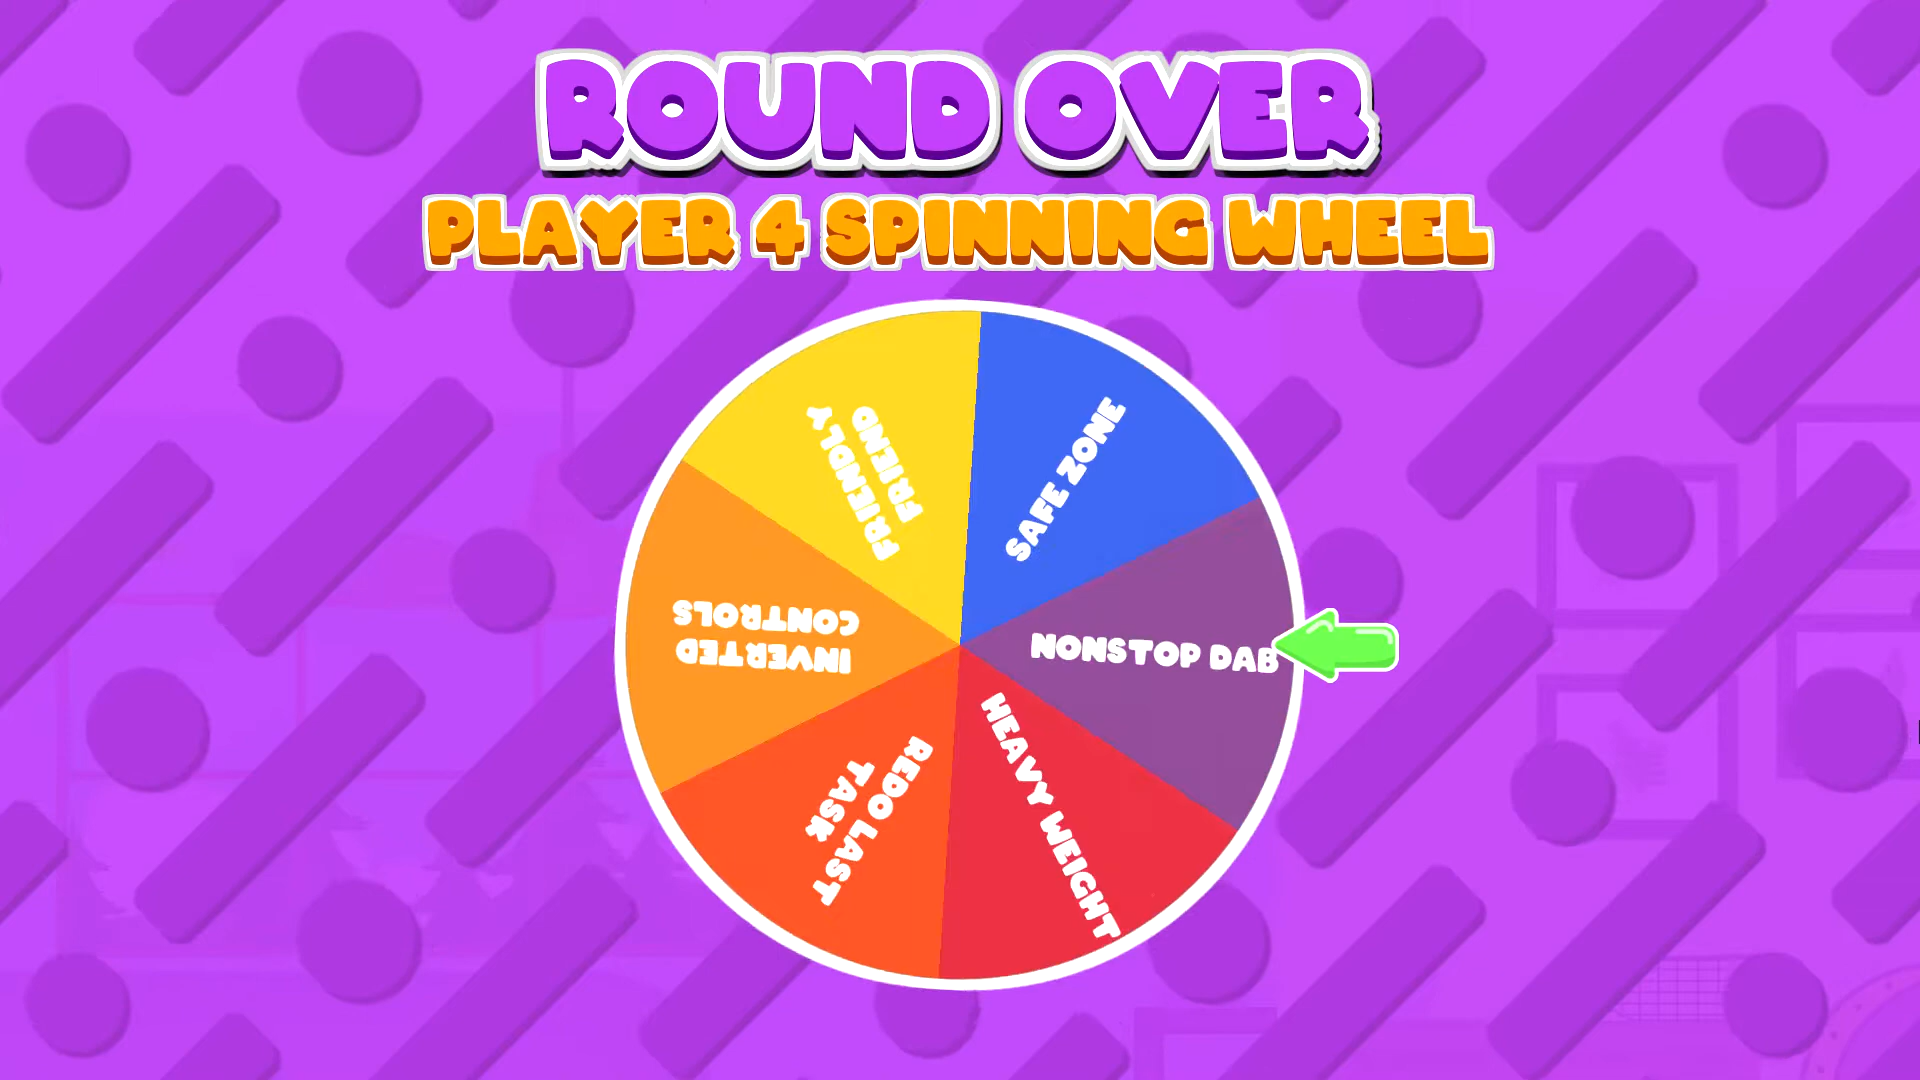 ROUND OVER
PLAYER 4 SPINNING WHEEL
FRIENDLY
FRIEND
SAFE ZONE
NONSTOP DAB
HEAVY WEIGHT
REDO LAST
TASK
INVERTED
CONTROLS